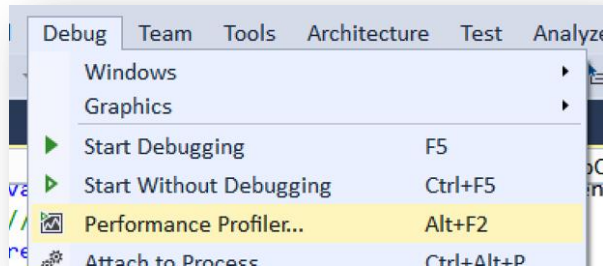 Debug Team Tools Architecture Test Analyze
Windows
Graphics
Start Debugging F5
Start Without Debugging Ctrl+F5
Performance Profiler... Alt+F2
Attach to Process Ctrl+Alt+P